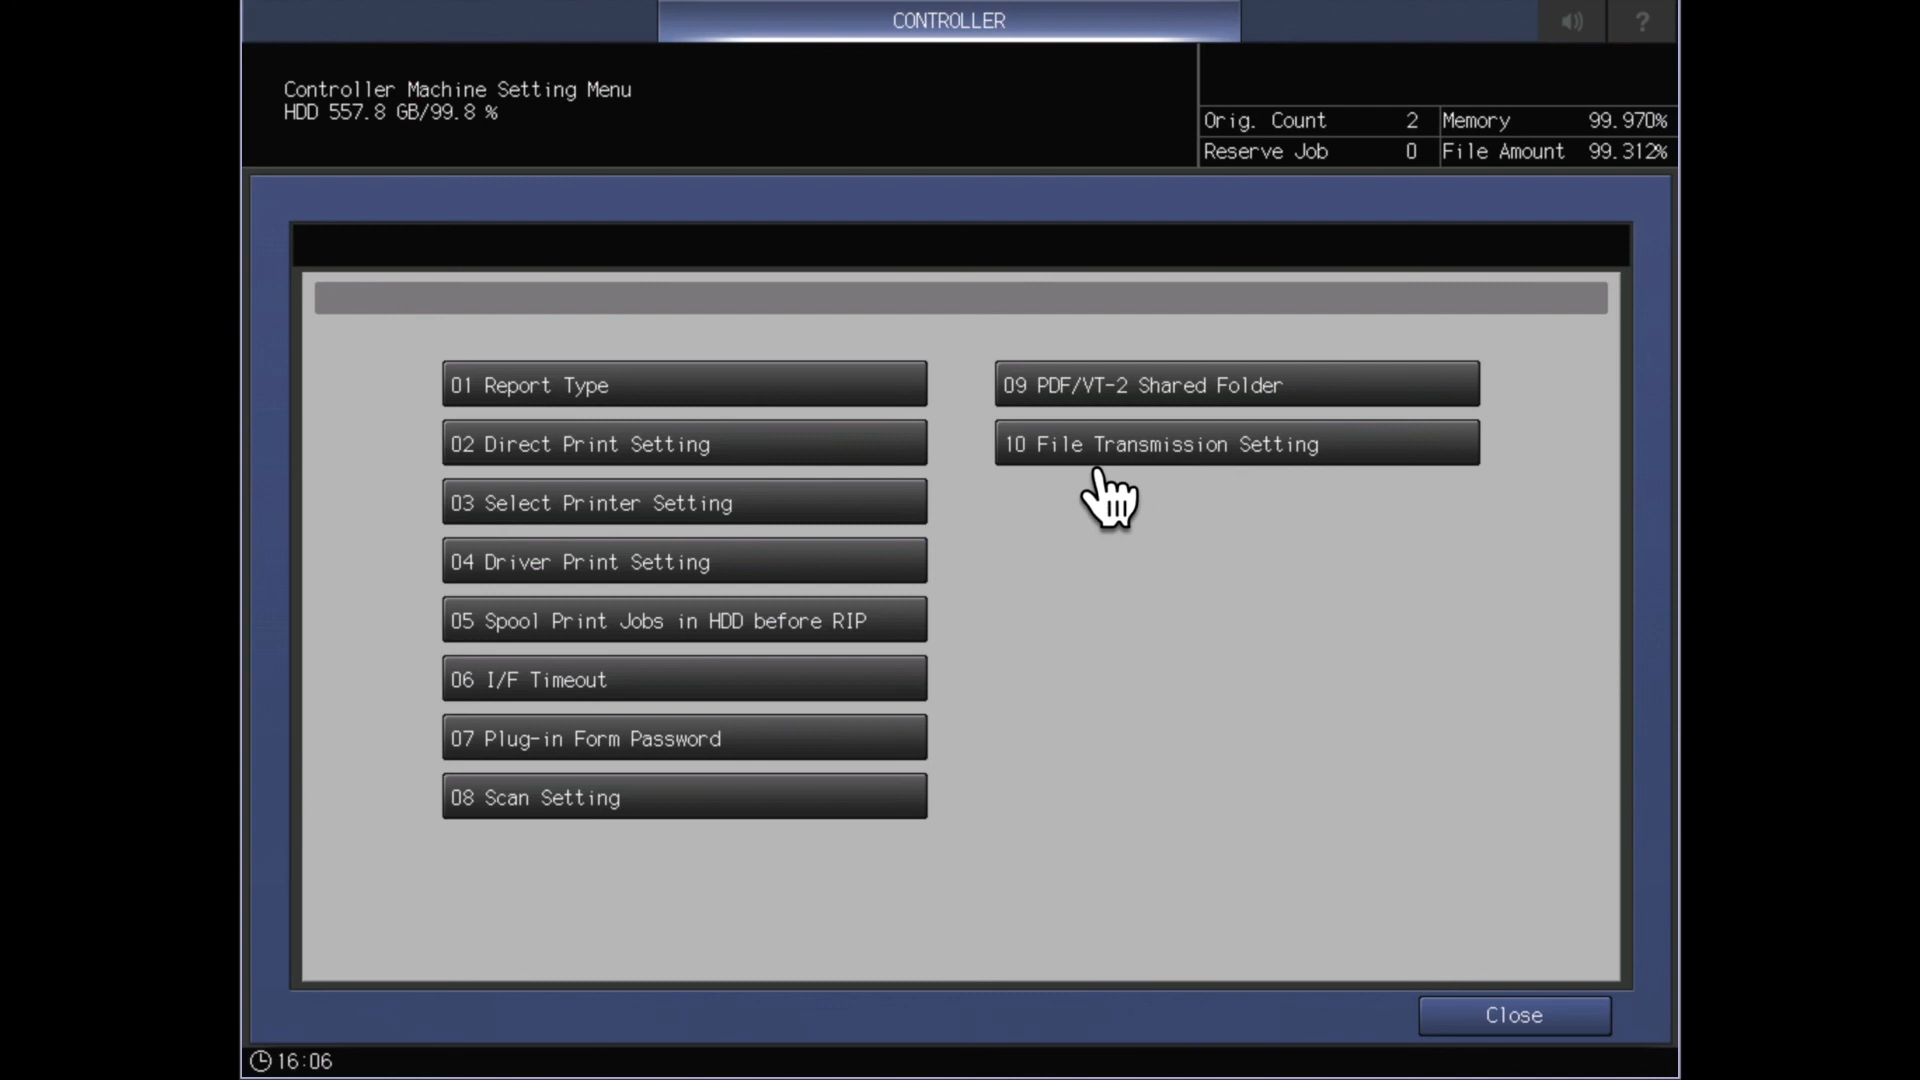 CONTROLLER
?
Controller Machine Setting Menu
HDD 557.8 GB/99.8 %
Orig. Count 2 Memory 99.970%
Reserve Job 0 File Amount 99.312%
01 Report Type
02 Direct Print Setting
03 Select Printer Setting
04 Driver Print Setting
05 Spool Print Jobs in HDD before RIP
06 I/F Timeout
07 Plug-in Form Password
08 Scan Setting
09 PDF/VT-2 Shared Folder
10 File Transmission Setting
Close
16:06